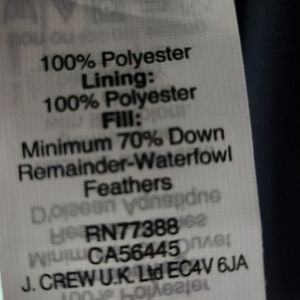 100% Polyester
Lining:
100% Polyester
Fill:
Minimum 70% Down
Remainder-Waterfowl
Feathers
RN77388
CA56445
J. CREW U.K. Ltd EC4V 6JA